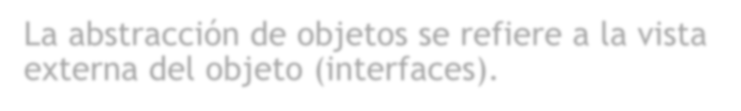 La abstracción de objetos se refiere a la vista
externa del objeto (interfaces).